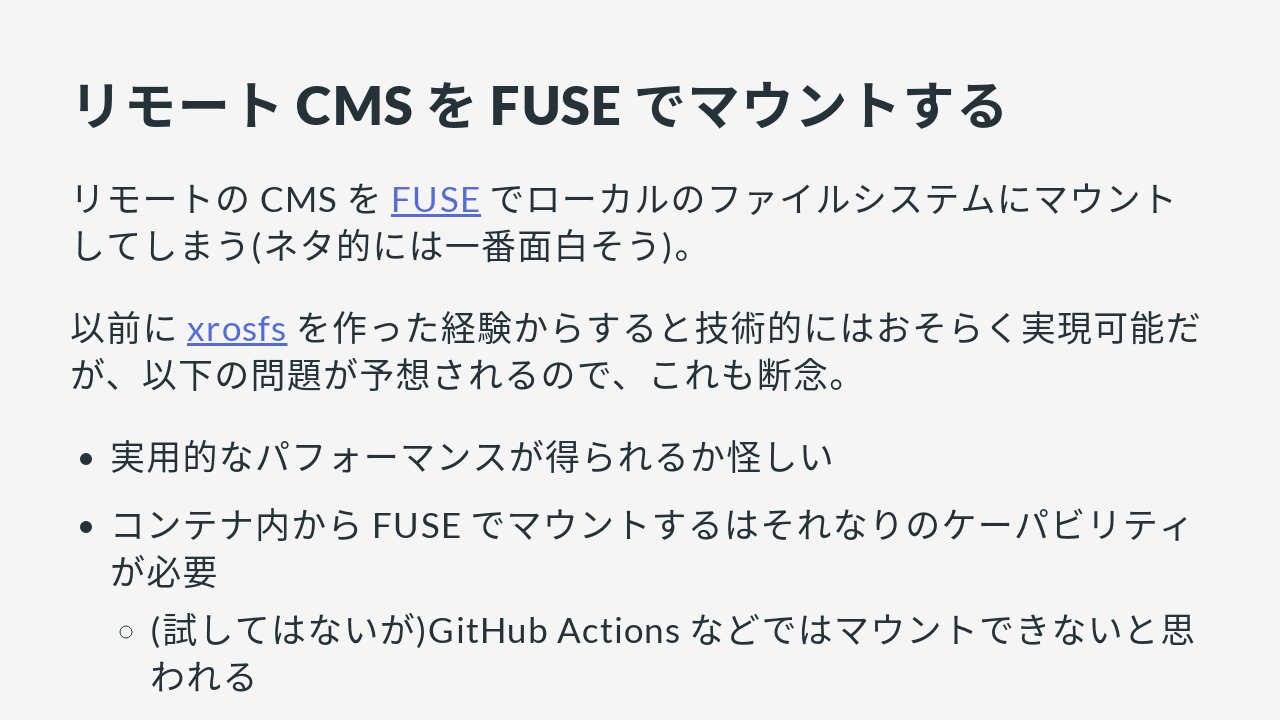 リモート CMS を FUSE でマウントする
リモートの CMS を FUSE でローカルのファイルシステムにマウント
してしまう(ネタ的には一番面白そう)。
以前に xrosfs を作った経験からすると技術的にはおそらく実現可能だ
が、以下の問題が予想されるので、これも断念。
• 実用的なパフォーマンスが得られるか怪しい
• コンテナ内から FUSE でマウントするはそれなりのケーパビリティ
が必要
○ (試してはないが)GitHub Actions などではマウントできないと思
われる